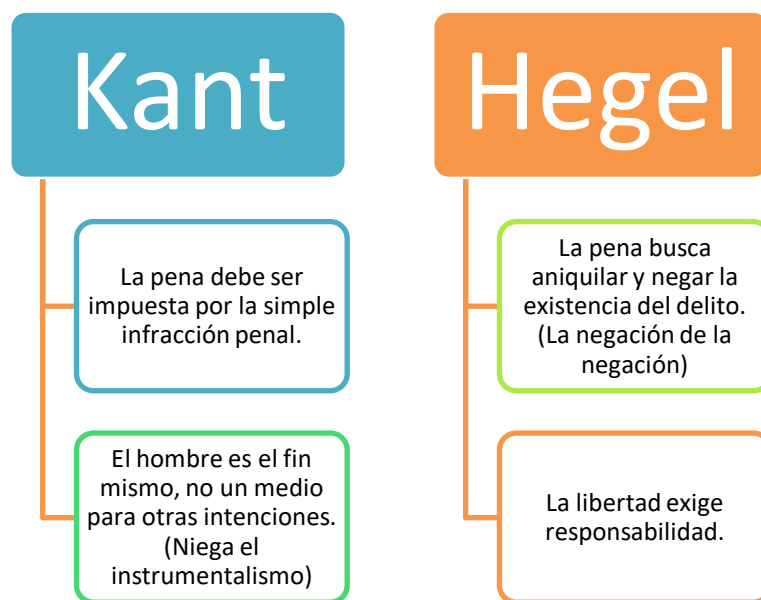 Kant
La pena debe ser
impuesta por la simple
infracción penal.
El hombre es el fin
mismo, no un medio
para otras intenciones.
(Niega el
instrumentalismo)
Hegel
La pena busca
aniquilar y negar la
existencia del delito.
(La negación de la
negación)
La libertad exige
responsabilidad.